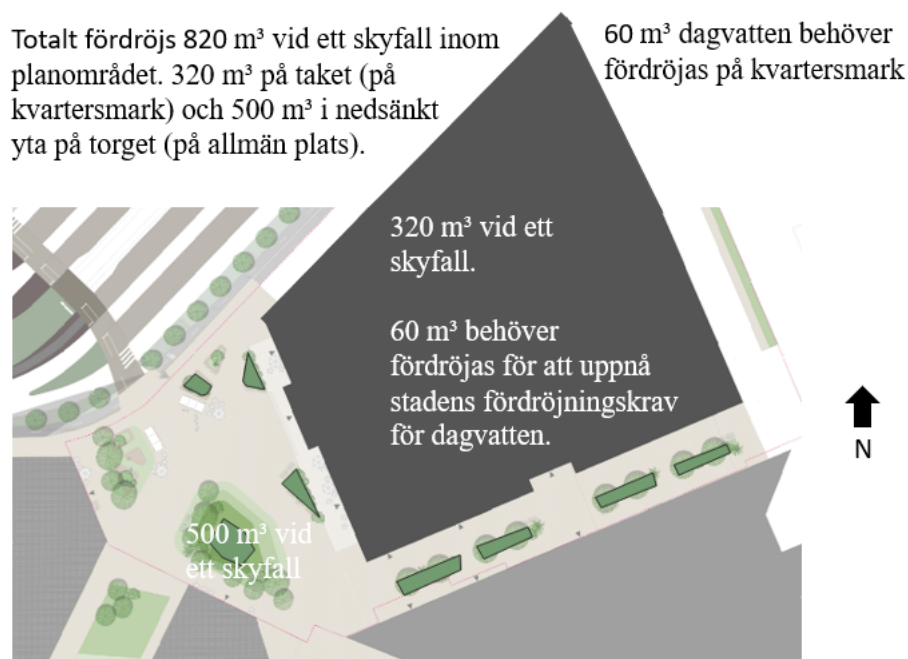 Totalt fördröjs 820 m³ vid ett skyfall inom
planområdet. 320 m³ på taket (på
kvartersmark) och 500 m³ i nedsänkt
yta på torget (på allmän plats).
60 m³ dagvatten behöver
fördröjas på kvartersmark
320 m³ vid ett
skyfall.
60 m³ behöver
fördröjas för att uppnå
stadens fördröjningskrav
för dagvatten.
N
500 m³ vid
ett skyfall